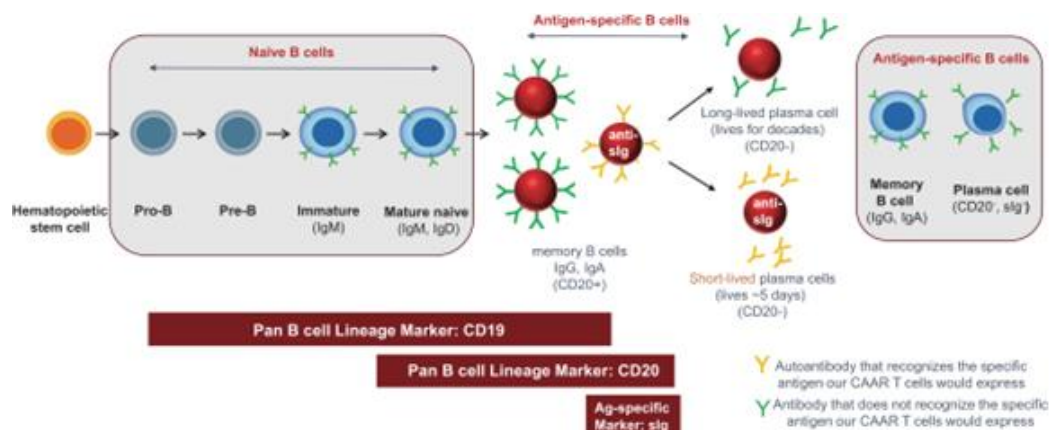 Antigen-specific B cells
Naive B cells
Antigen-specific B cells
Hematopoietic
stem cell
Pro-B
Pre-B
Immature
(IgM)
Mature naive
(IgM, IgD)
anti-
sIg
memory B cells
IgG, IgA
(CD20+)
Long-lived plasma cell
(lives for decades)
(CD20-)
anti-
sIg
Short-lived plasma cells
(lives ~5 days)
(CD20-)
Memory
B cell
(IgG, IgA)
Plasma cell
(CD20⁻, sIg⁻)
Pan B cell Lineage Marker: CD19
Pan B cell Lineage Marker: CD20
Ag-specific
Marker: sIg
Autoantibody that recognizes the specific
antigen our CAAR T cells would express
Antibody that does not recognize the specific
antigen our CAAR T cells would express